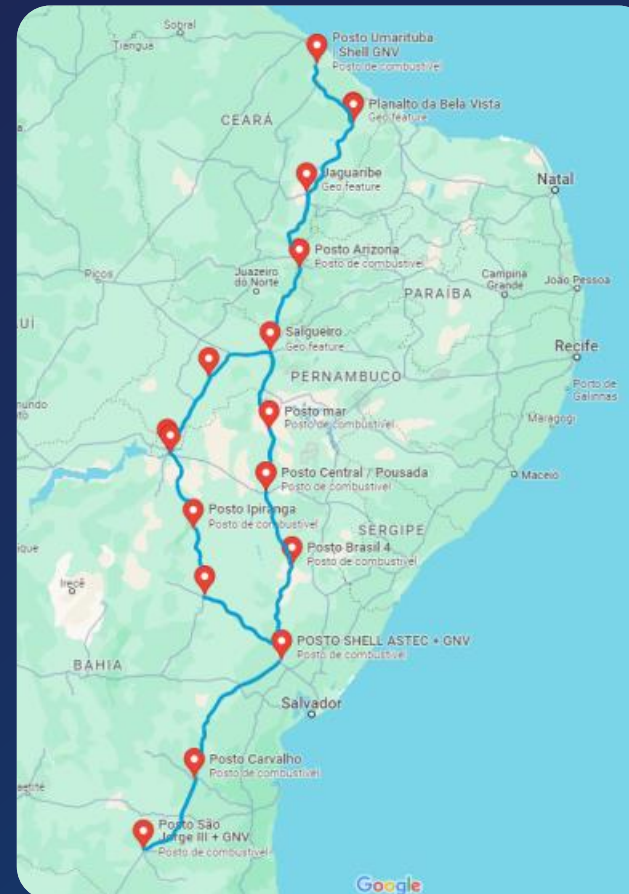 Sobral
Tianguá
Posto Umarituba
| Shell GNV
Posto de combustível
Planalto da Bela Vista
Geo feature
CEARÁ
Jaguaribe
Geo feature
Natal
Posto Arizona
Posto de combustível
Juazeiro
do Norte
Picos
Campina
Grande
João Pessoa
PARAÍBA
Salgueiro
Geo feature
Recife
PERNAMBUCO
Porto de
Galinhas
Posto mar
Posto de combustível
Maragogi
Posto Central / Pousada
Posto de combustível
Maceió
Posto Ipiranga
Posto de combustível
SERGIPE
Posto Brasil 4
Posto de combustível
Irecê
POSTO SHELL ASTEC + GNV
Posto de combustível
BAHIA
Salvador
Posto Carvalho
Posto de combustível
Posto São
Jorge III + GNV
Posto de combustível
Google